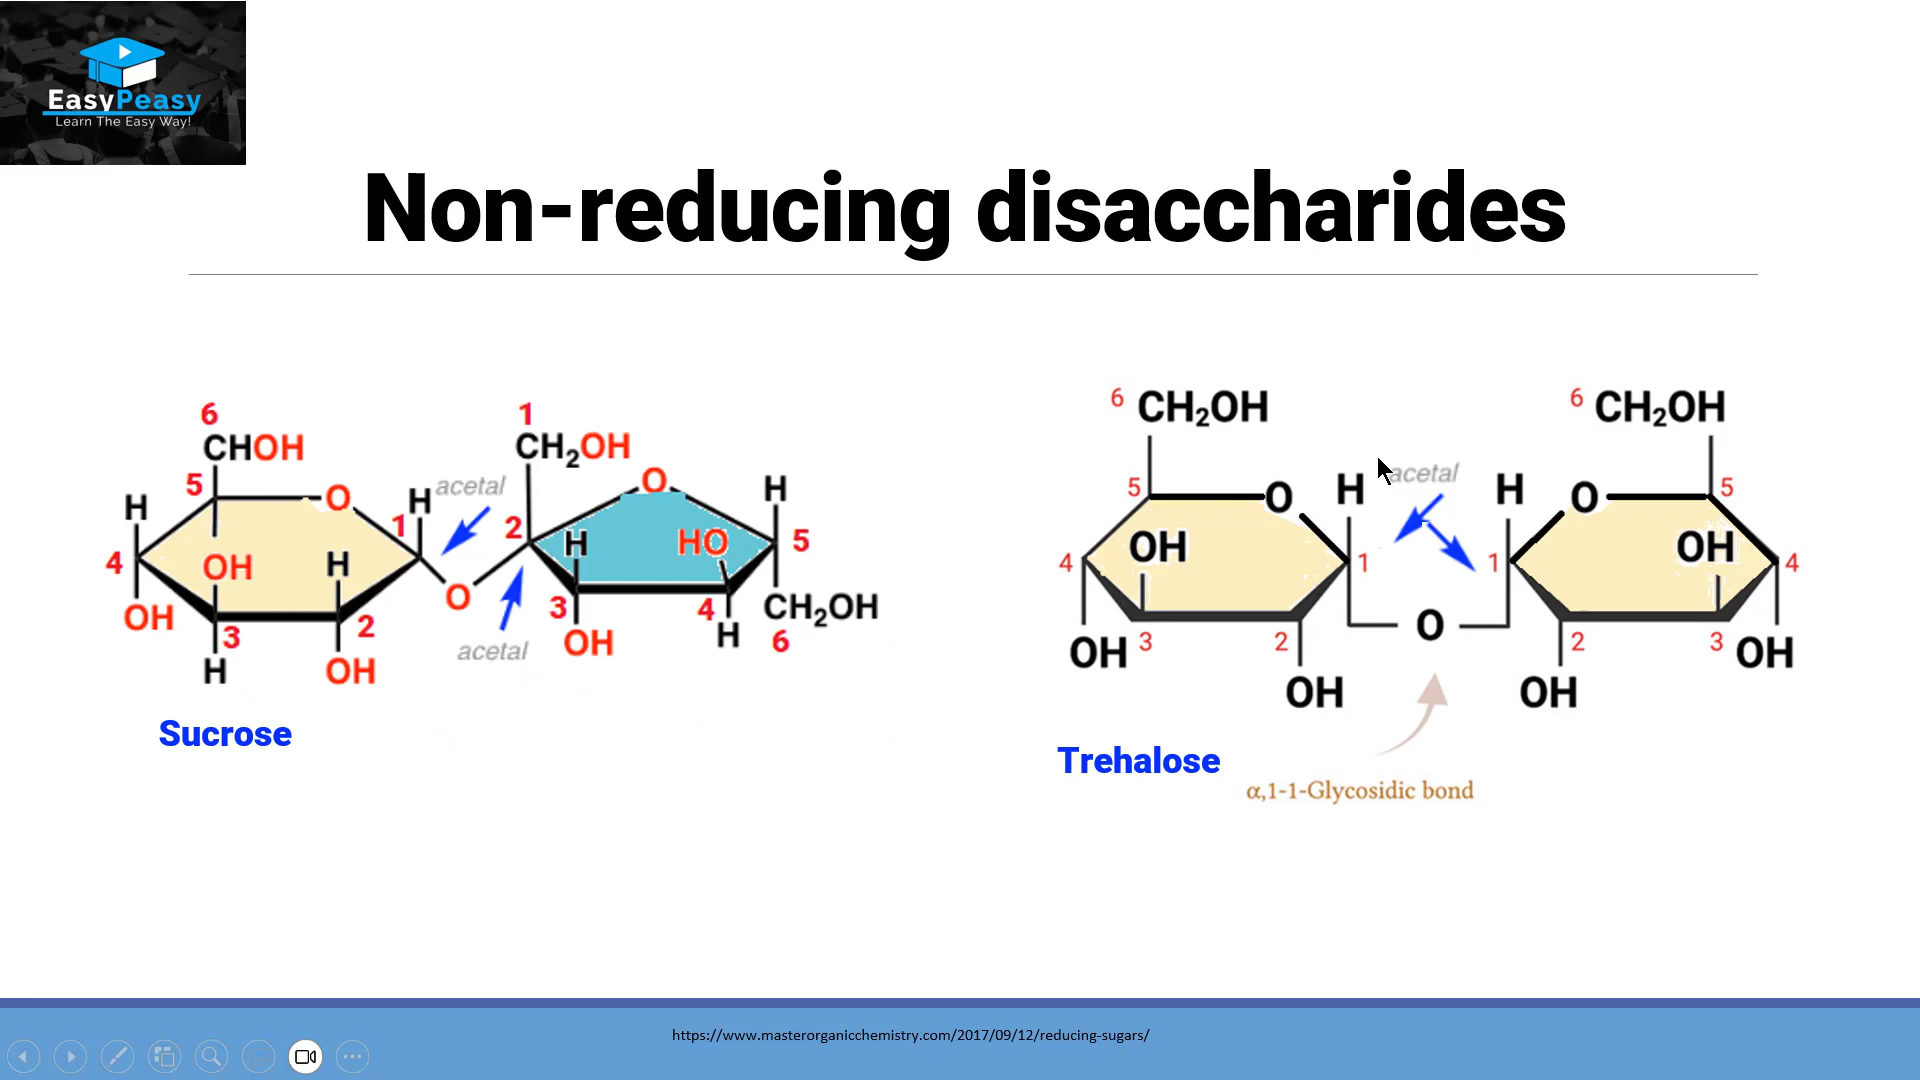 EasyPeasy
Learn The Easy Way!
Non-reducing disaccharides
6
CHOH
5
O
H
H
1
acetal
4
OH
H
OH
3
2
H
OH
O
1
CH₂OH
2
O
H
H
HO
5
acetal
3
OH
4
H
CH₂OH
6
Sucrose
6
CH₂OH
5
O
H
acetal
4
OH
1
OH
3
2
OH
O
6
CH₂OH
H
O
5
1
OH
4
2
3
OH
OH
Trehalose
α,1-1-Glycosidic bond
https://www.masterorganicchemistry.com/2017/09/12/reducing-sugars/